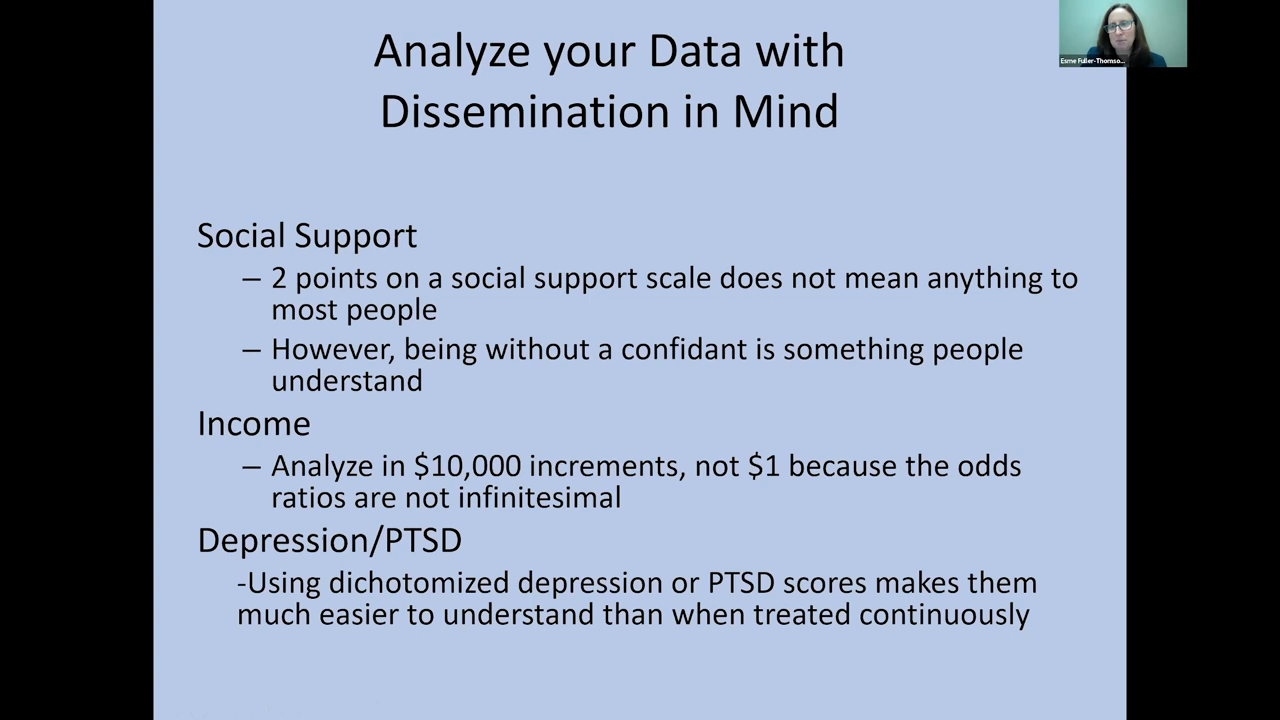 Analyze your Data with
Dissemination in Mind
Esme Fuller-Thomso...
Social Support
– 2 points on a social support scale does not mean anything to
most people
– However, being without a confidant is something people
understand
Income
– Analyze in $10,000 increments, not $1 because the odds
ratios are not infinitesimal
Depression/PTSD
-Using dichotomized depression or PTSD scores makes them
much easier to understand than when treated continuously